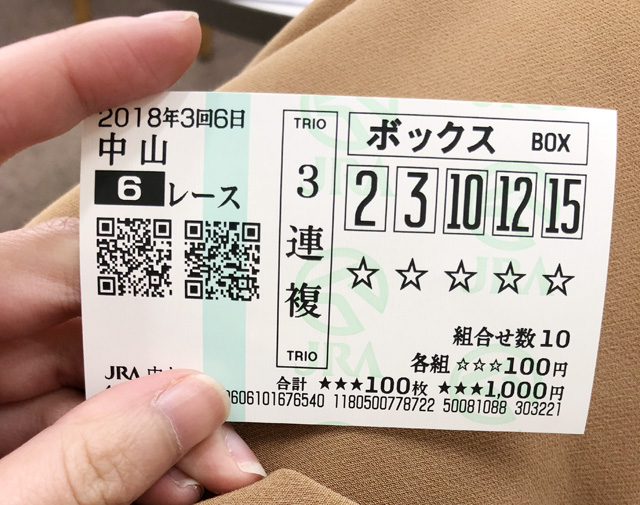 2018年3回6日
中山
6レース
TRIO
3連複
TRIO
ボックス BOX
2 3 10 12 15
☆ ☆ ☆ ☆ ☆
組合せ数10
各組 ☆☆☆100円
合計 ★★★100枚 ★★★1,000円
JRA
0606101676540 1180500778722 50081088 303221